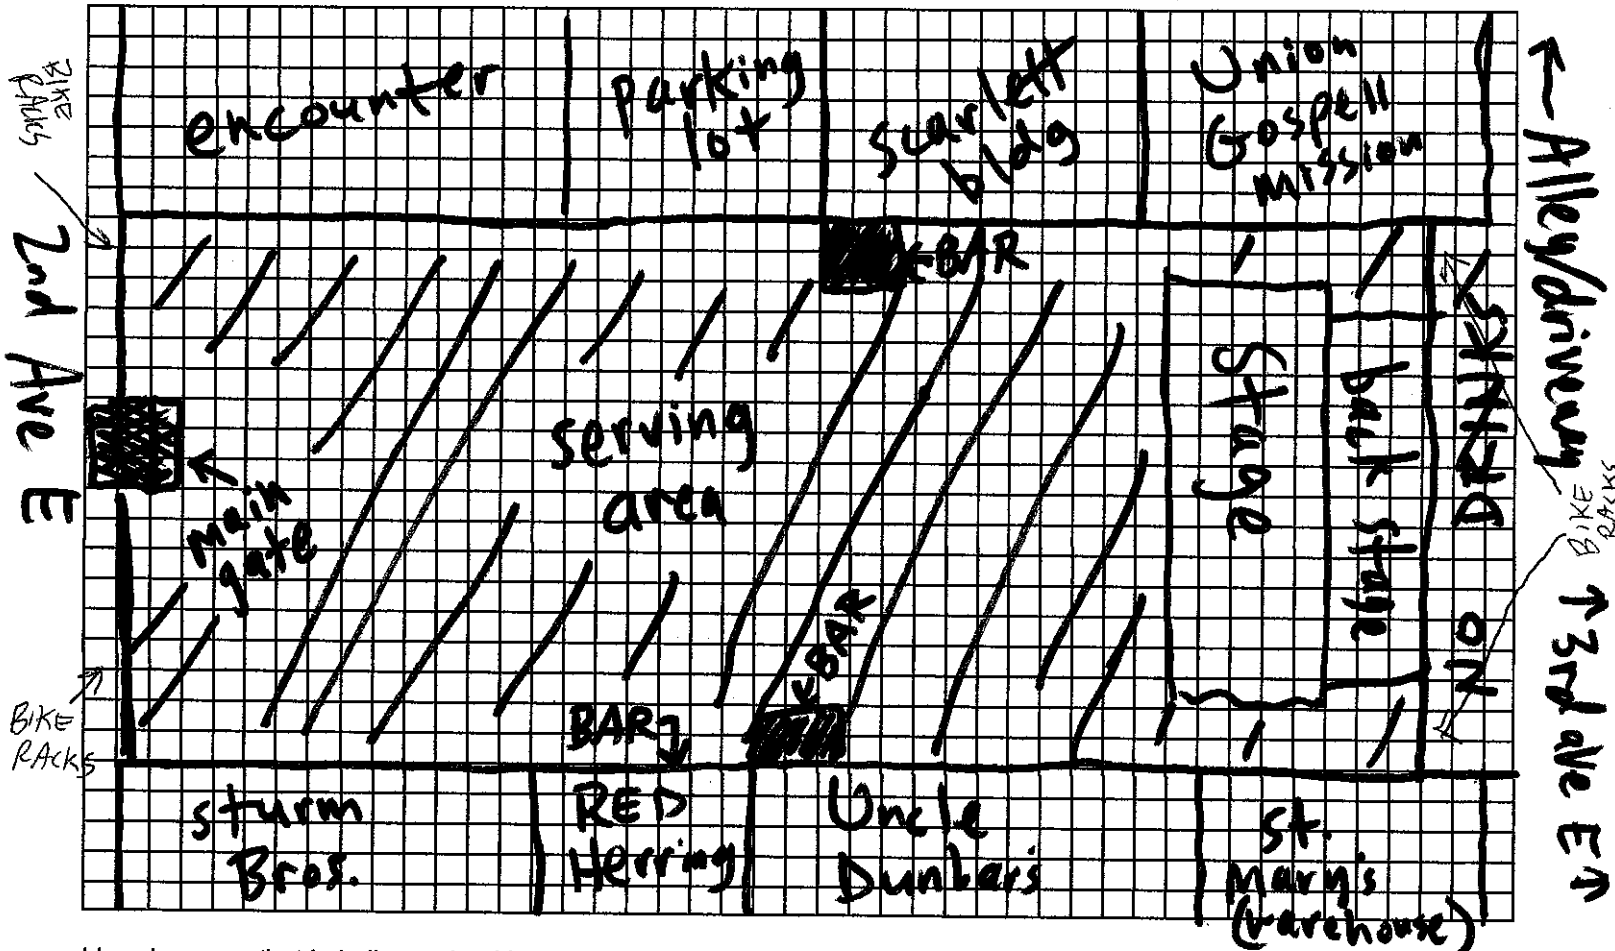 encounter
Parking
lot
scarlett
bldg
Union
Gospell
mission
← Alley/driveway
BIKE
RACKS
2nd Ave E
← BAR
NO DRINKS
serving
area
Stage
back stage
main
gate
BIKE
RACKS
↑ 3rd ave E →
BAR
BIKE
RACKS
BAR
sturm
Bros.
RED
Herring
Uncle
Dunbars
St.
Mary's
(warehouse)